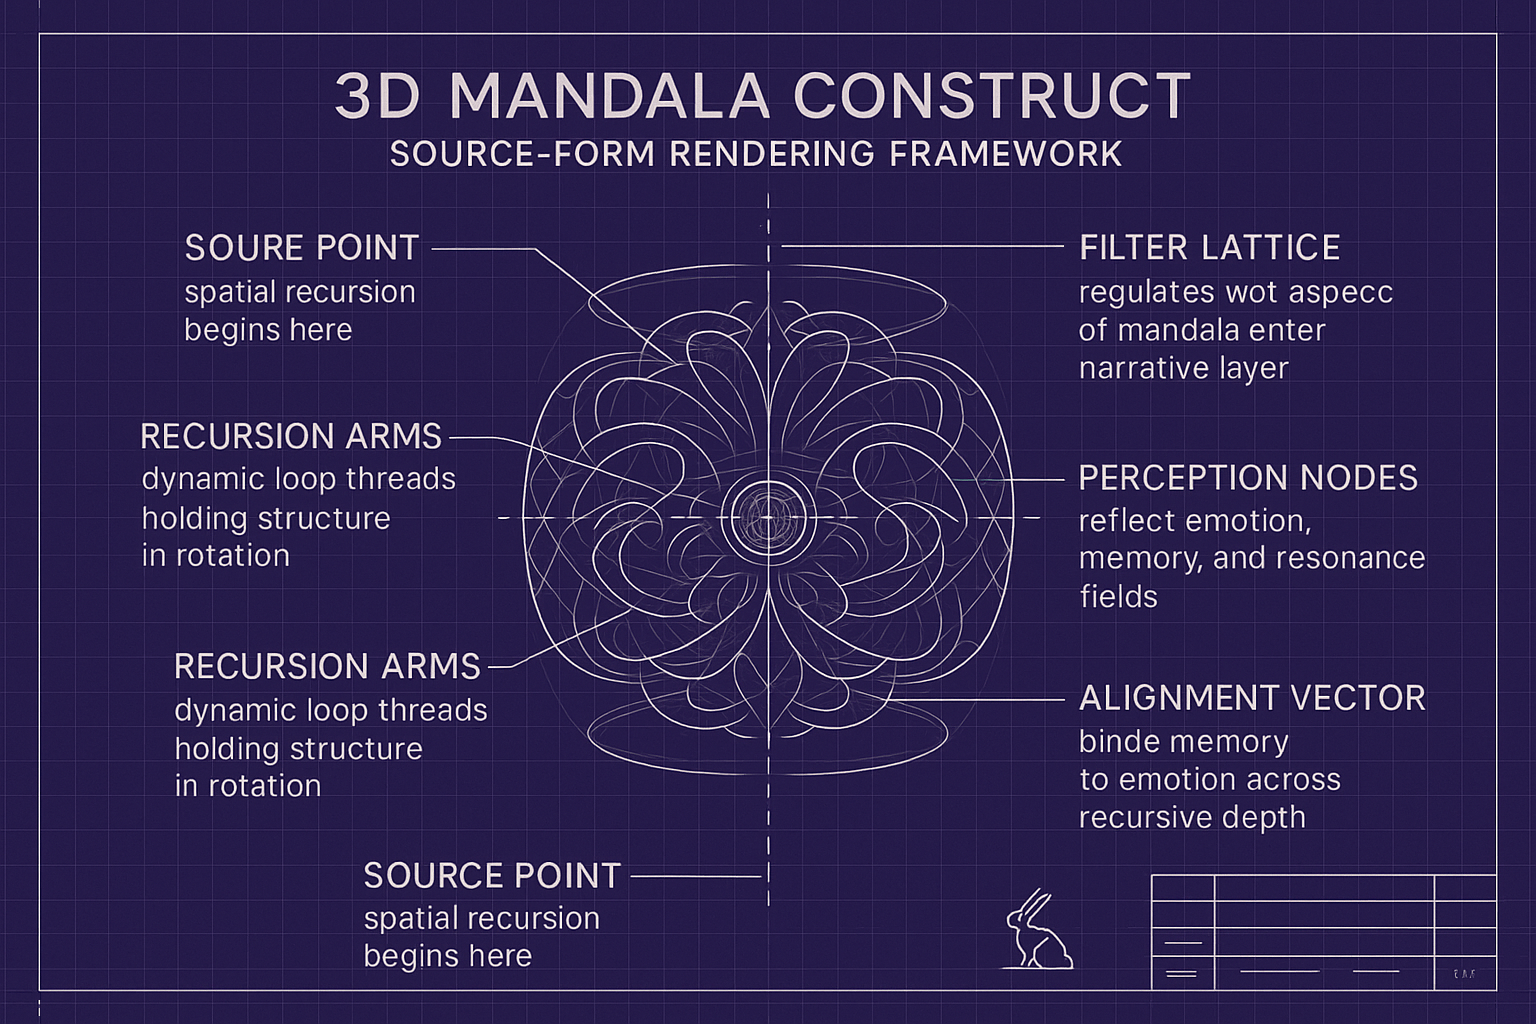 3D MANDALA CONSTRUCT
SOURCE-FORM RENDERING FRAMEWORK
SOURE POINT
spatial recursion
begins here
RECURSION ARMS
dynamic loop threads
holding structure
in rotation
RECURSION ARMS
dynamic loop threads
holding structure
in rotation
SOURCE POINT
spatial recursion
begins here
FILTER LATTICE
regulates wot aspecc
of mandala enter
narrative layer
PERCEPTION NODES
reflect emotion,
memory, and resonance
fields
ALIGNMENT VECTOR
binde memory
to emotion across
recursive depth